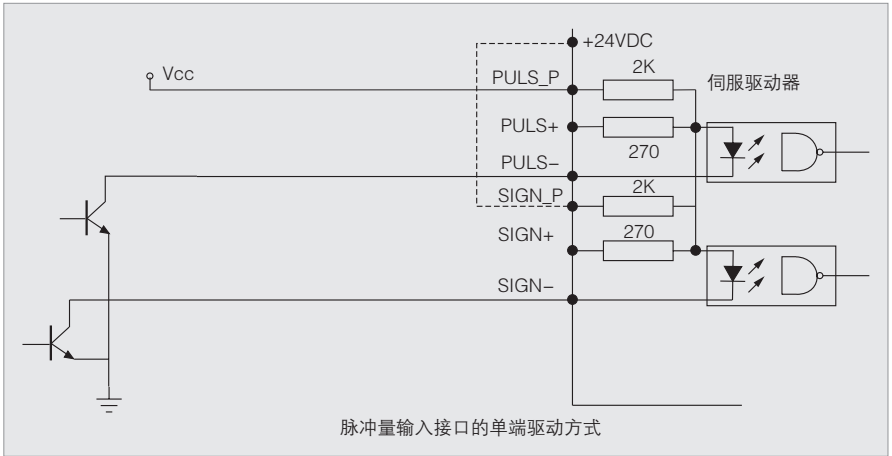 +24VDC
Vcc
PULS_P
2K
伺服驱动器
PULS+
270
PULS−
SIGN_P
2K
SIGN+
270
SIGN−
脉冲量输入接口的单端驱动方式